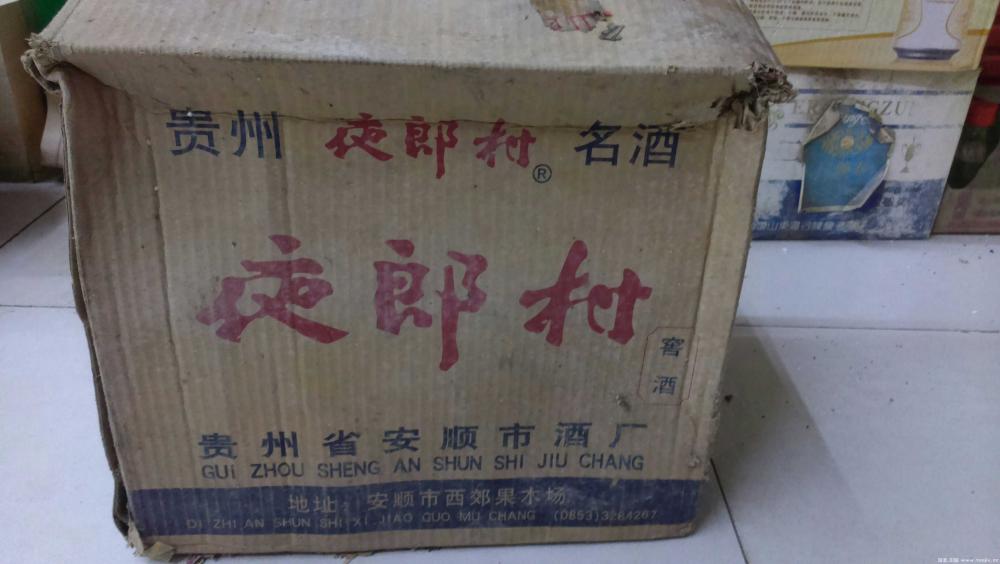 贵州 夜郎村® 名酒
夜郎村
窖酒
贵州省安顺市酒厂
GUI ZHOU SHENG AN SHUN SHI JIU CHANG
地址：安顺市西郊果木场
DI ZHI AN SHUN SHI XI JIAO GUO MU CHANG (0853)3284267